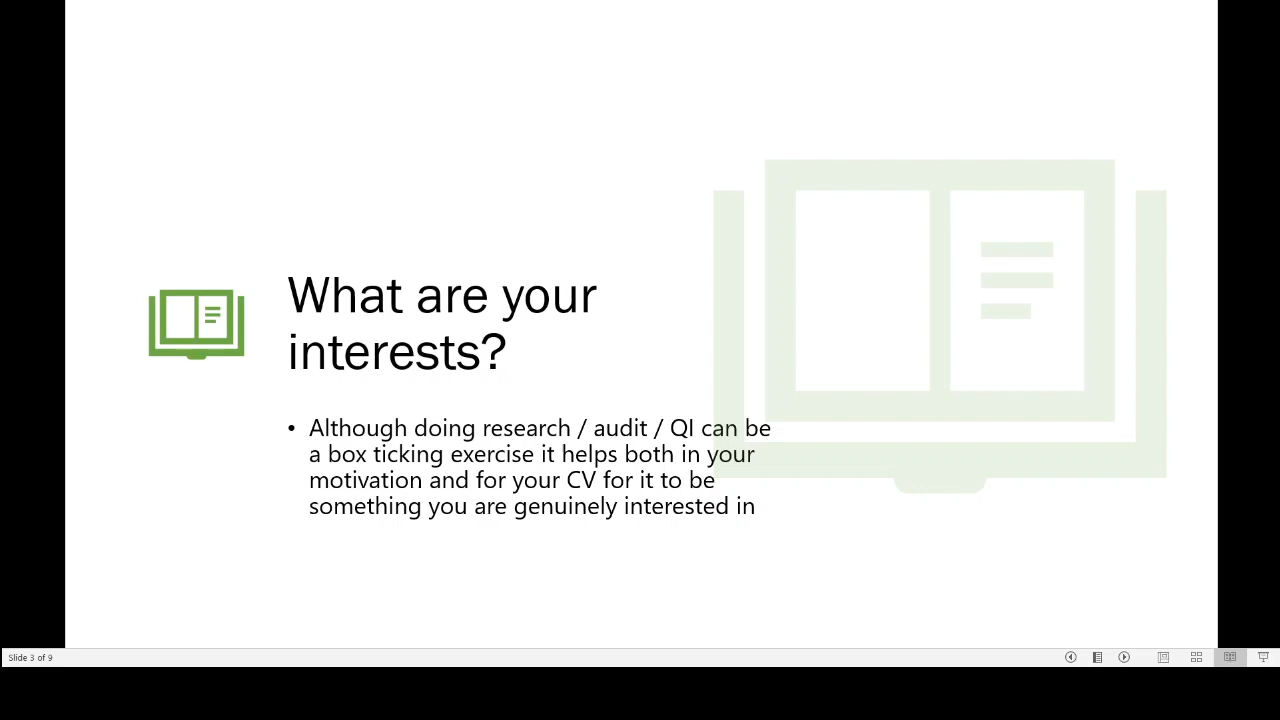 What are your
interests?
• Although doing research / audit / QI can be
a box ticking exercise it helps both in your
motivation and for your CV for it to be
something you are genuinely interested in
Slide 3 of 9